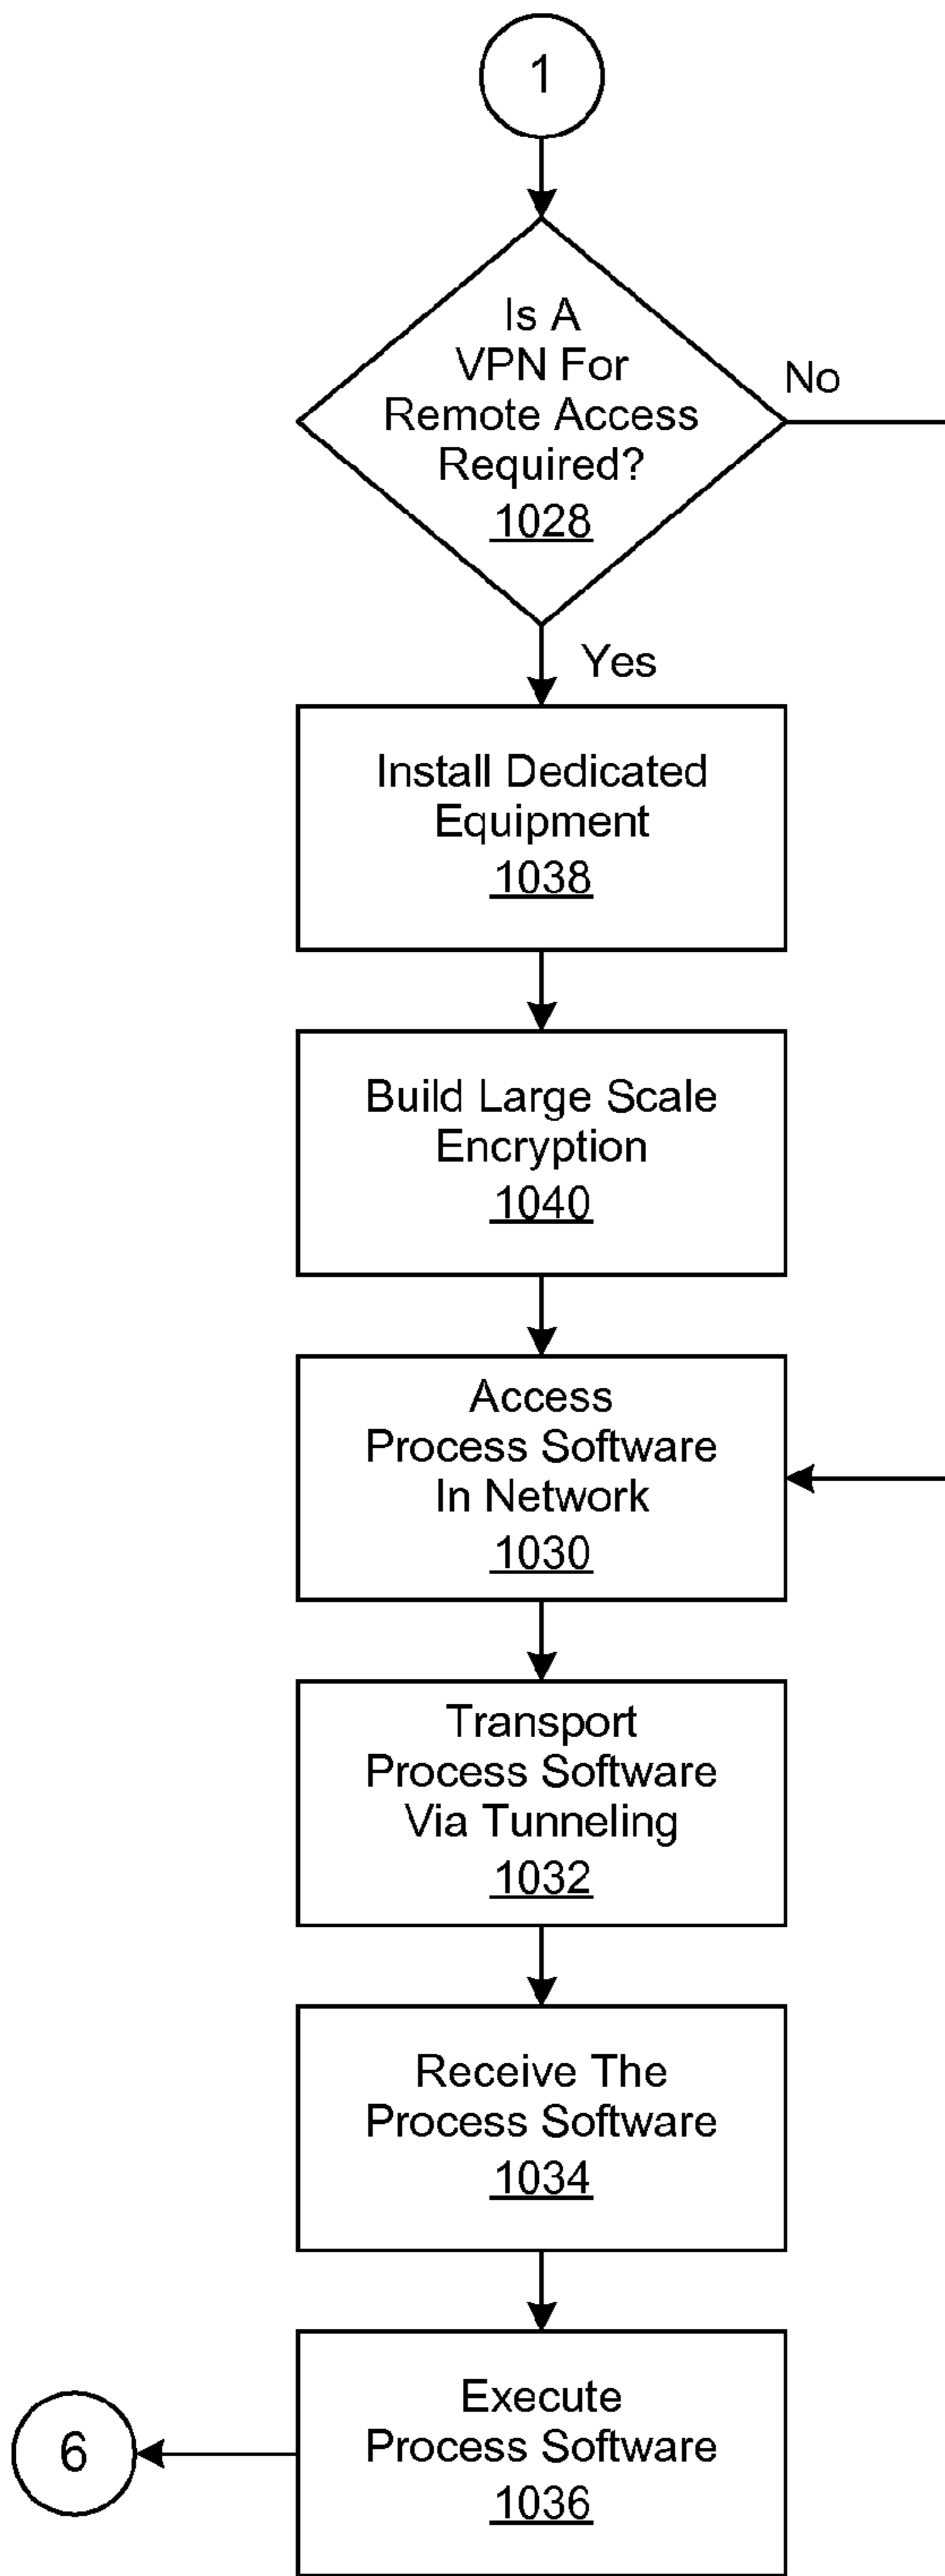 1
Is A
VPN For
Remote Access
Required?
1028
No
Yes
Install Dedicated
Equipment
1038
Build Large Scale
Encryption
1040
Access
Process Software
In Network
1030
Transport
Process Software
Via Tunneling
1032
Receive The
Process Software
1034
Execute
Process Software
1036
6